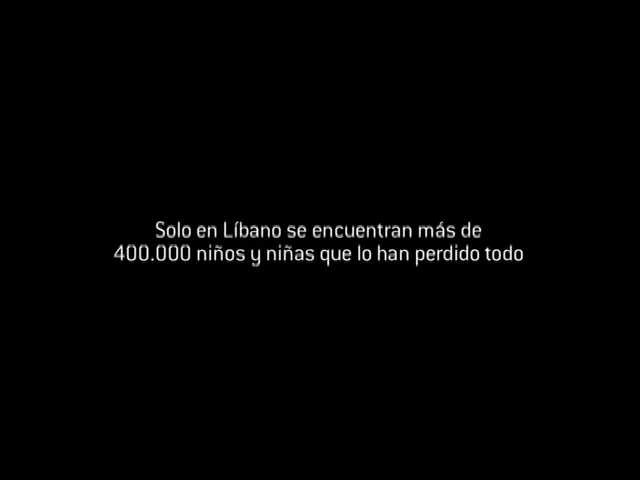 Solo en Líbano se encuentran más de
400.000 niños y niñas que lo han perdido todo